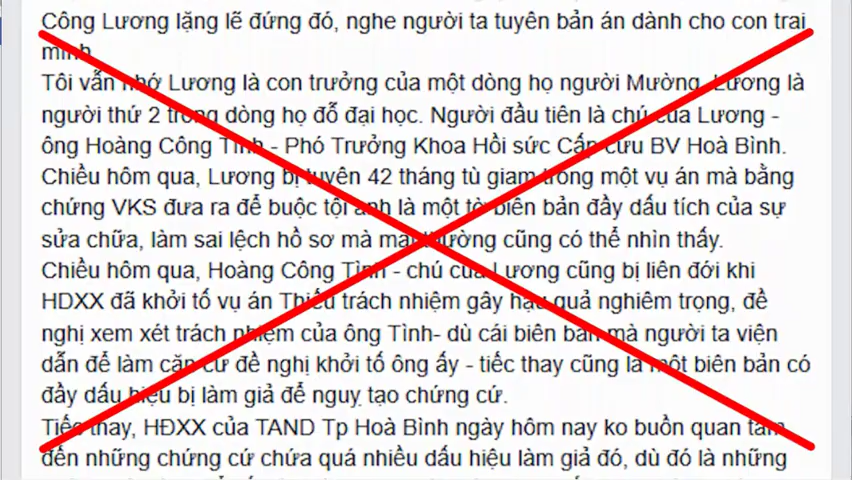 Công Lương lặng lẽ đứng đó, nghe người ta tuyên bản án dành cho con trai
mình
Tôi vẫn nhớ Lương là con trưởng của một dòng họ người Mường. Lương là
người thứ 2 trong dòng họ đỗ đại học. Người đầu tiên là chú của Lương -
ông Hoàng Công Tình - Phó Trưởng Khoa Hồi sức Cấp cứu BV Hoà Bình.
Chiều hôm qua, Lương bị tuyên 42 tháng tù giam trong một vụ án mà bằng
chứng VKS đưa ra để buộc tội anh là một tờ biên bản đầy dấu tích của sự
sửa chữa, làm sai lệch hồ sơ mà mắt thường cũng có thể nhìn thấy.
Chiều hôm qua, Hoàng Công Tình - chú của Lương cũng bị liên đới khi
HDXX đã khởi tố vụ án Thiếu trách nhiệm gây hậu quả nghiêm trọng, đề
nghị xem xét trách nhiệm của ông Tình- dù cái biên bản mà người ta viện
dẫn để làm căn cứ đề nghị khởi tố ông ấy - tiếc thay cũng là một biên bản có
đầy dấu hiệu bị làm giả để nguỵ tạo chứng cứ.
Tiếc thay, HĐXX của TAND Tp Hoà Bình ngày hôm nay ko buồn quan tâm
đến những chứng cứ chứa quá nhiều dấu hiệu làm giả đó, dù đó là những